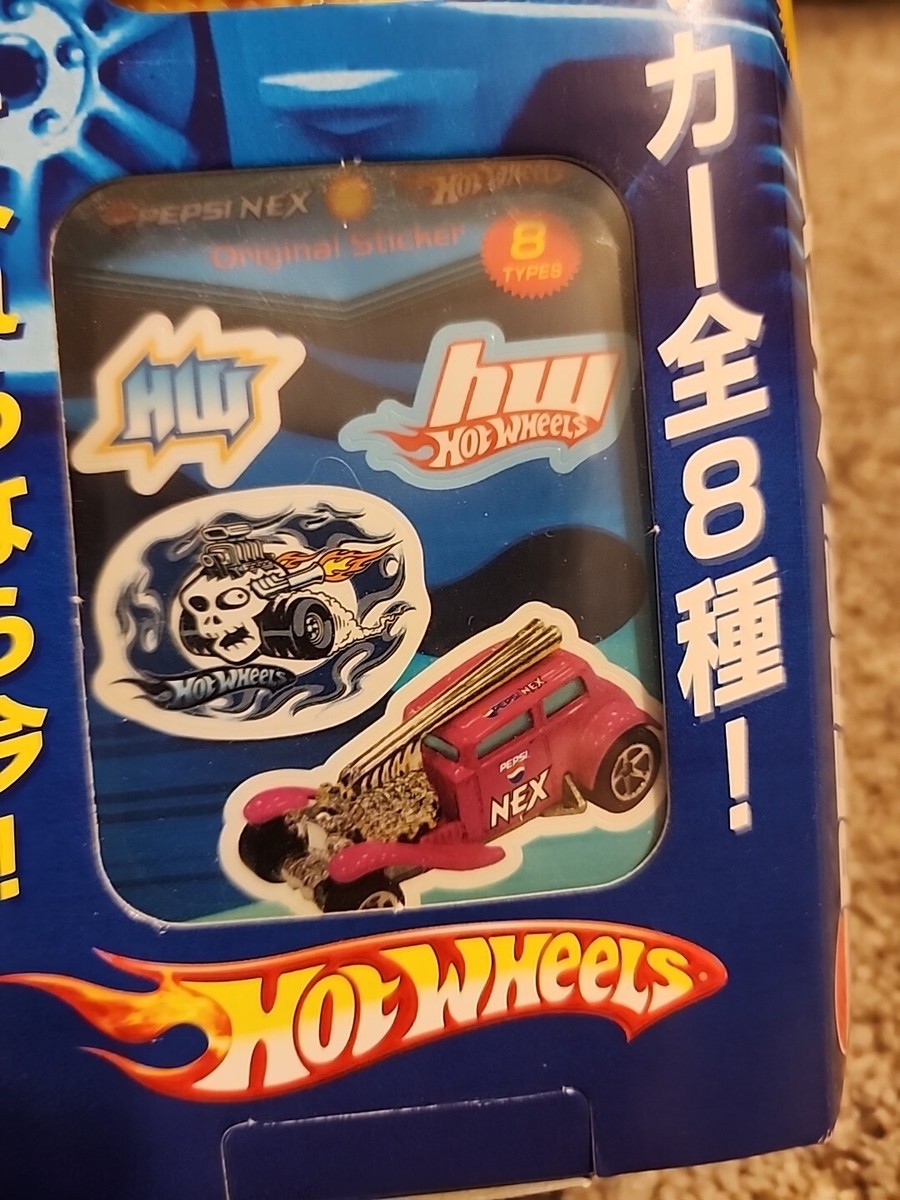 カー全8種!
PEPSI NEX
Hot Wheels
Original Sticker
8
TYPES
HW
hw
Hot Wheels
Hot Wheels
PEPSI NEX
PEPSI
NEX
Hot Wheels